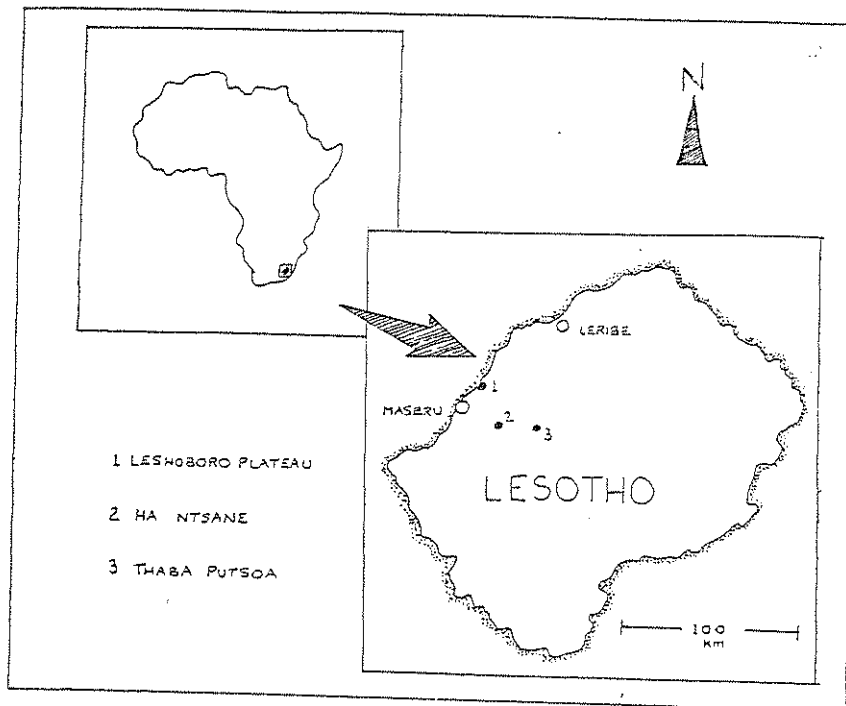 N
LERIBE
1
MASERU
2
3
1 LESHOBORO PLATEAU
LESOTHO
2 HA NTSANE
3 THABA PUTSOA
100
km